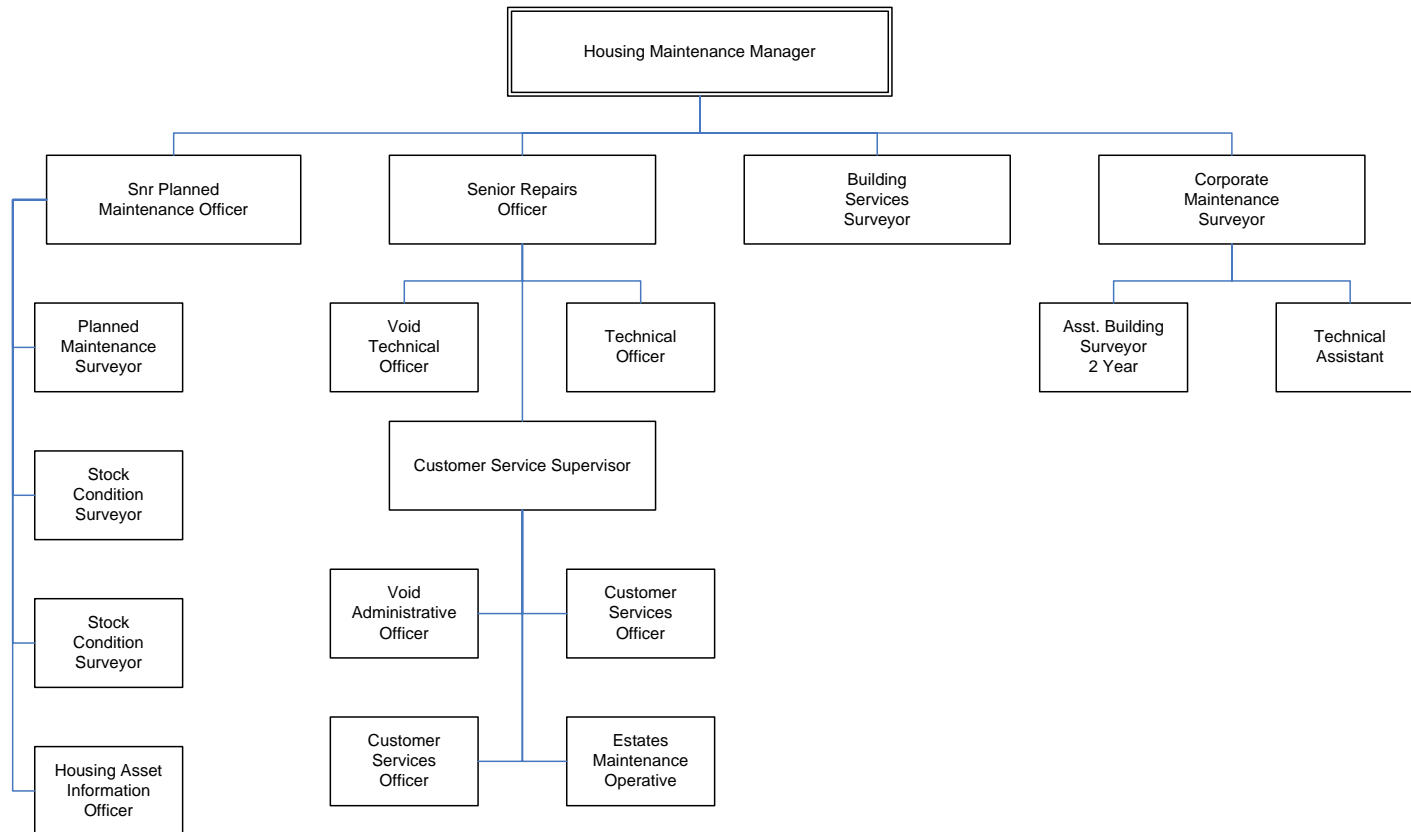 Housing Maintenance Manager
Snr Planned
Maintenance Officer
Senior Repairs
Officer
Building
Services
Surveyor
Corporate
Maintenance
Surveyor
Planned
Maintenance
Surveyor
Void
Technical
Officer
Technical
Officer
Asst. Building
Surveyor
2 Year
Technical
Assistant
Customer Service Supervisor
Stock
Condition
Surveyor
Void
Administrative
Officer
Customer
Services
Officer
Stock
Condition
Surveyor
Customer
Services
Officer
Estates
Maintenance
Operative
Housing Asset
Information
Officer